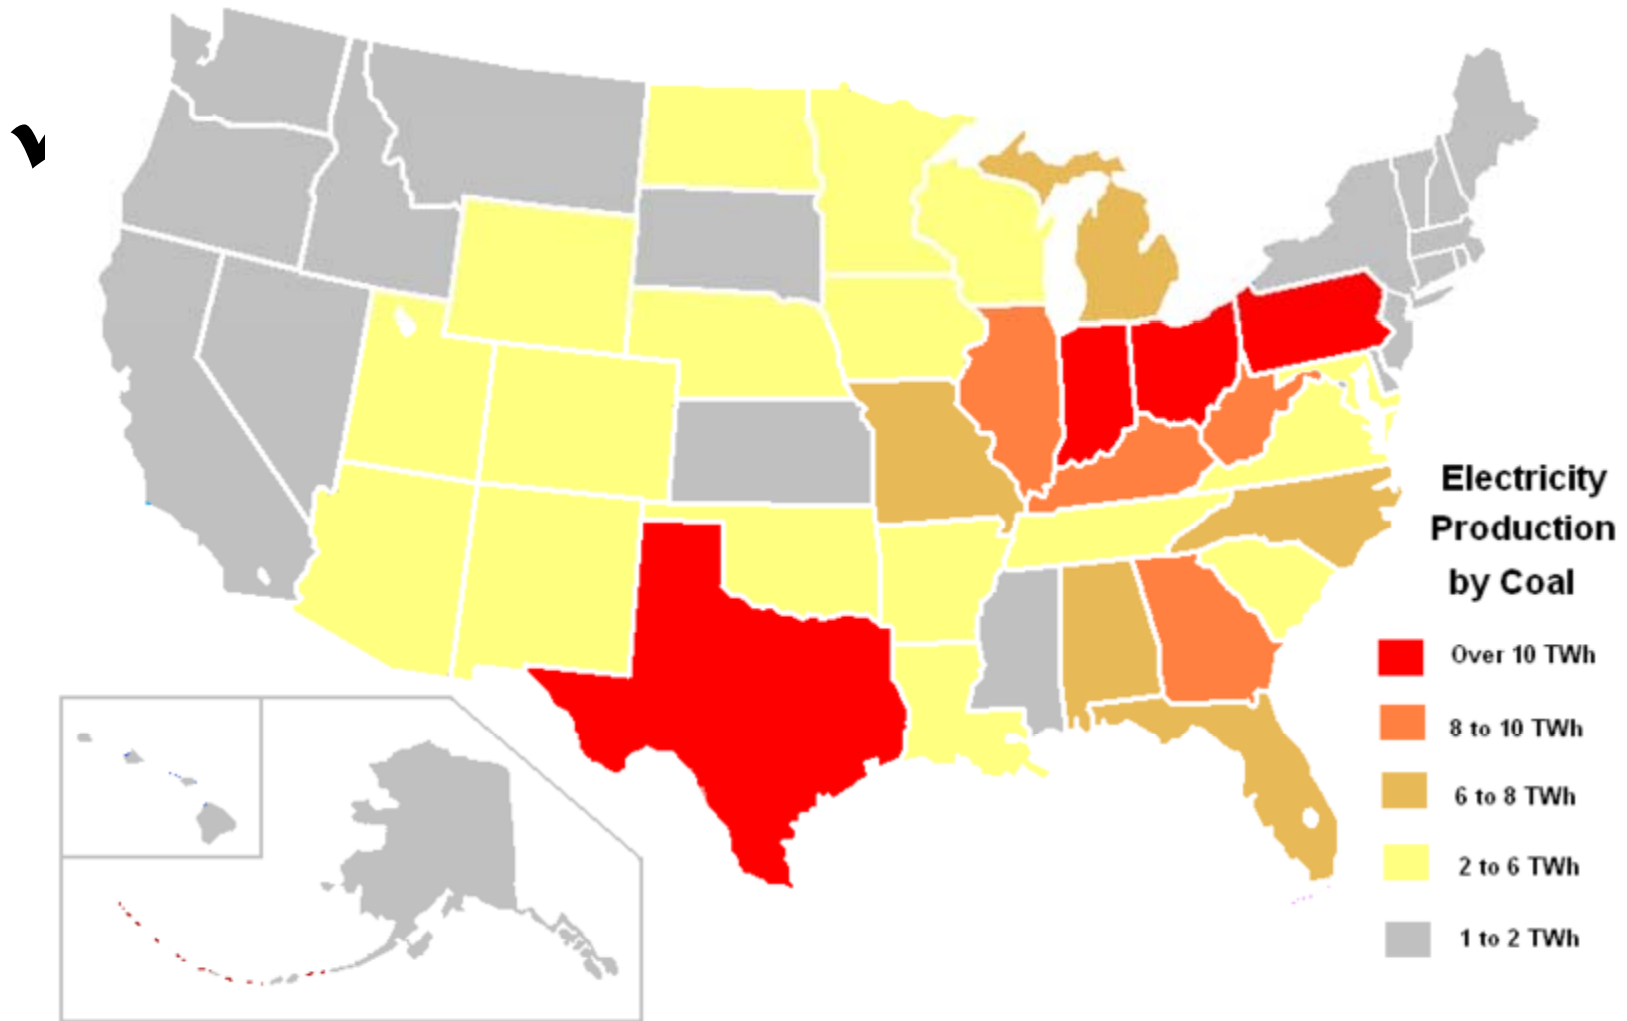 Electricity
Production
by Coal
Over 10 TWh
8 to 10 TWh
6 to 8 TWh
2 to 6 TWh
1 to 2 TWh